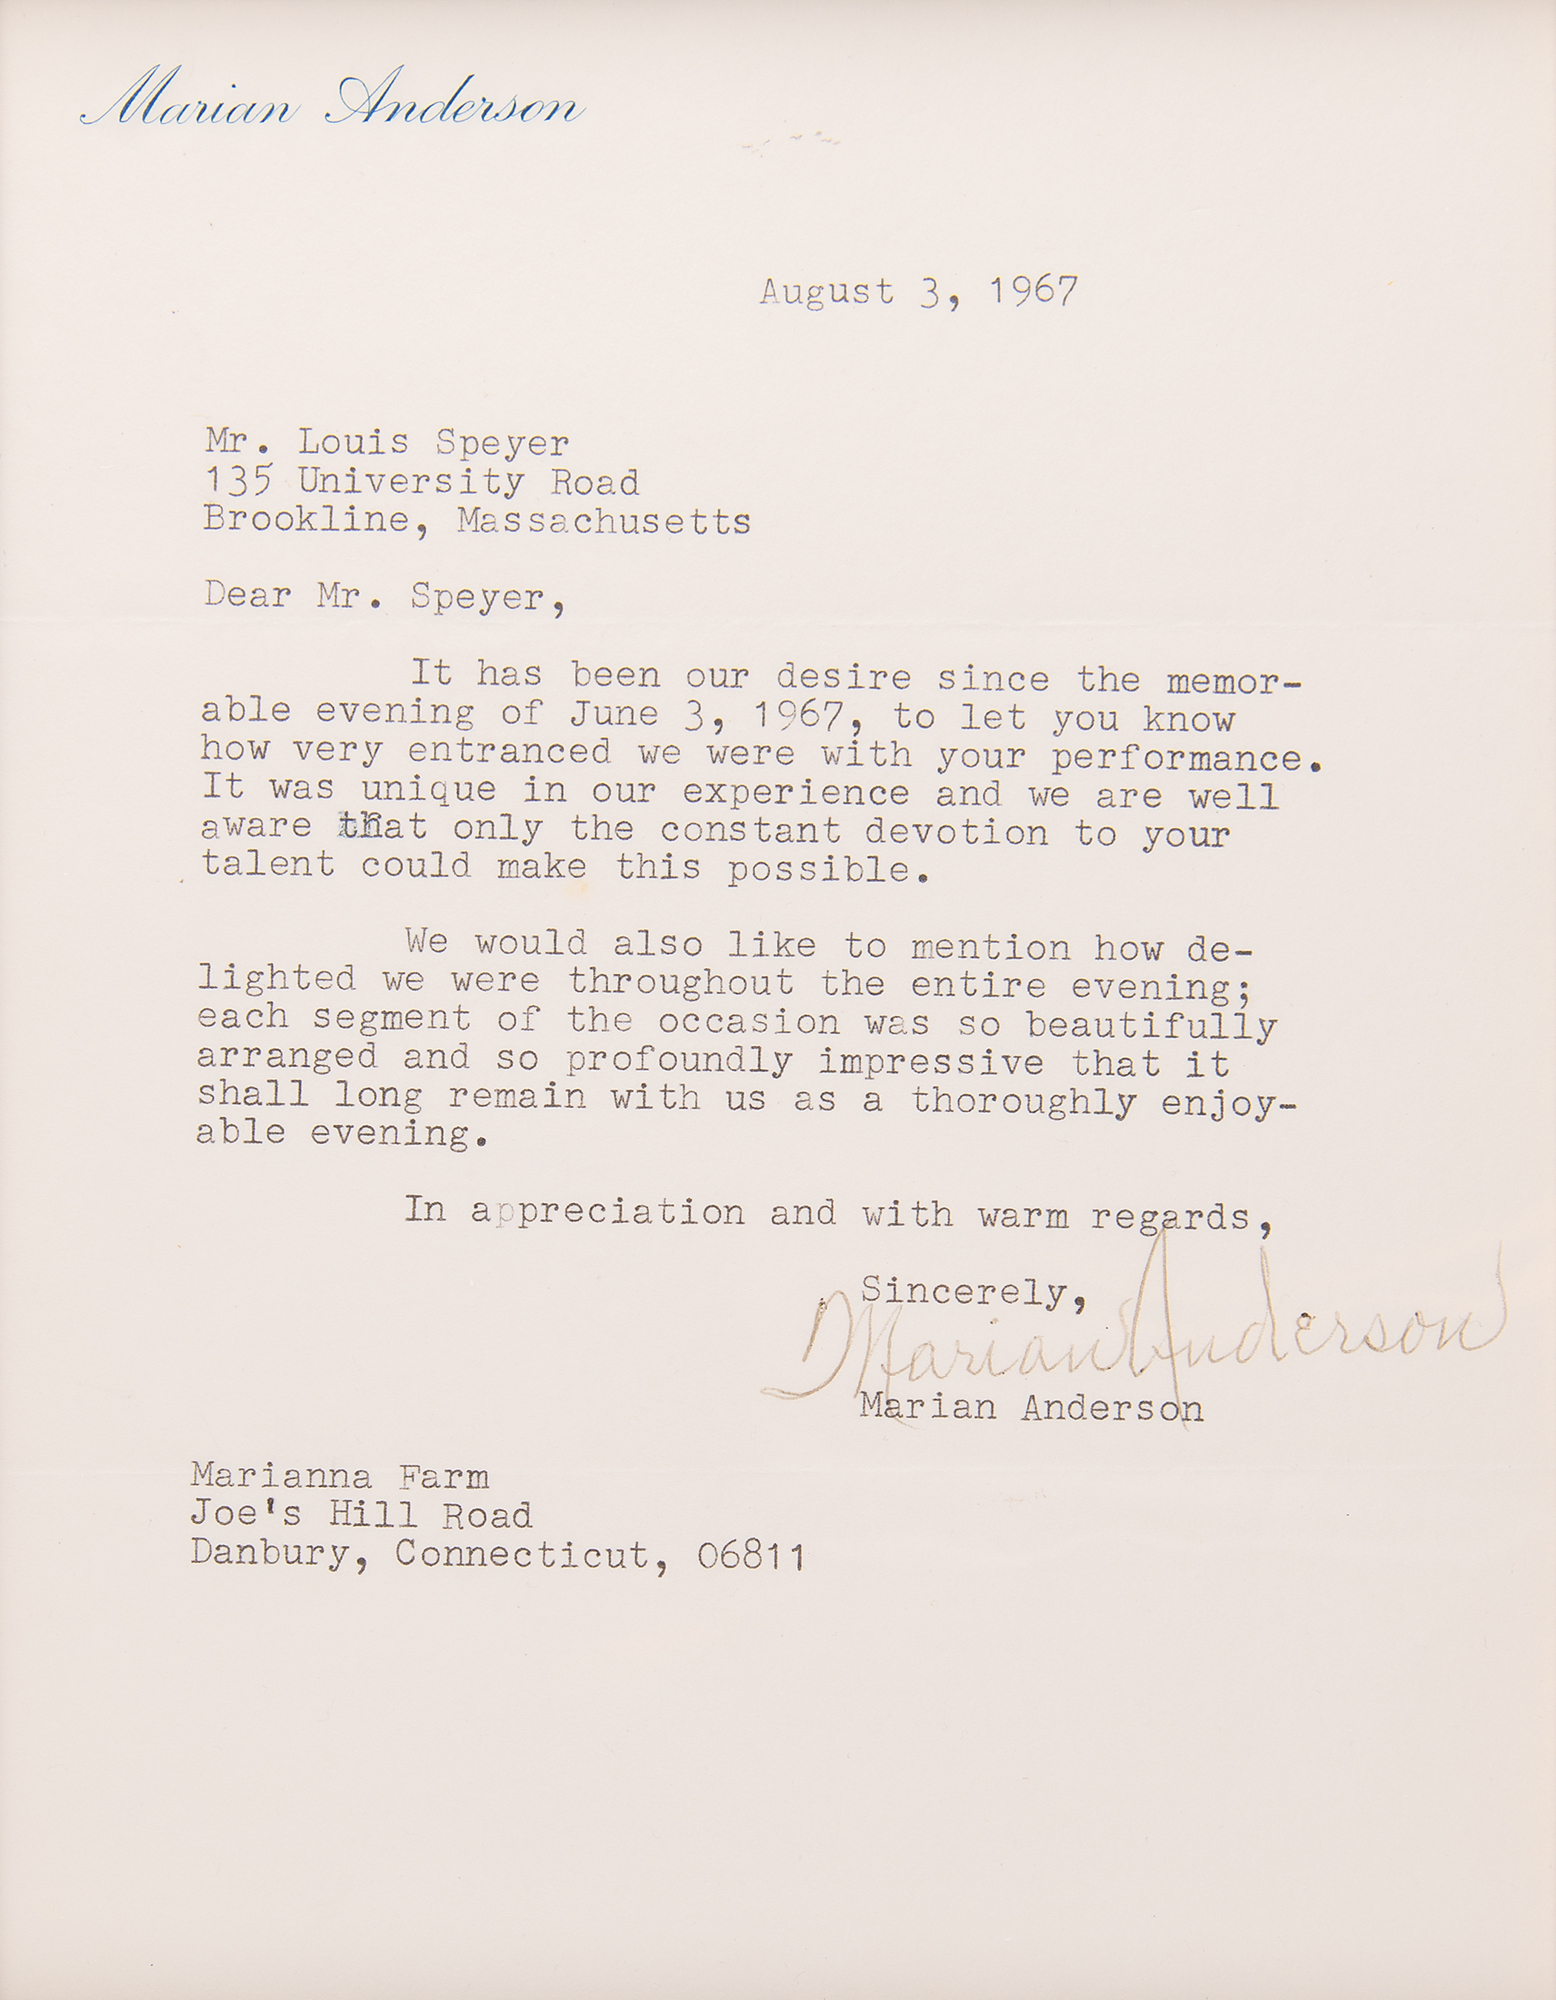 Marian Anderson
August 3, 1967
Mr. Louis Speyer
135 University Road
Brookline, Massachusetts
Dear Mr. Speyer,
It has been our desire since the memor-
able evening of June 3, 1967, to let you know
how very entranced we were with your performance.
It was unique in our experience and we are well
aware that only the constant devotion to your
talent could make this possible.
We would also like to mention how de-
lighted we were throughout the entire evening;
each segment of the occasion was so beautifully
arranged and so profoundly impressive that it
shall long remain with us as a thoroughly enjoy-
able evening.
In appreciation and with warm regards,
Sincerely,
Marian Anderson
Marian Anderson
Marianna Farm
Joe's Hill Road
Danbury, Connecticut, 06811